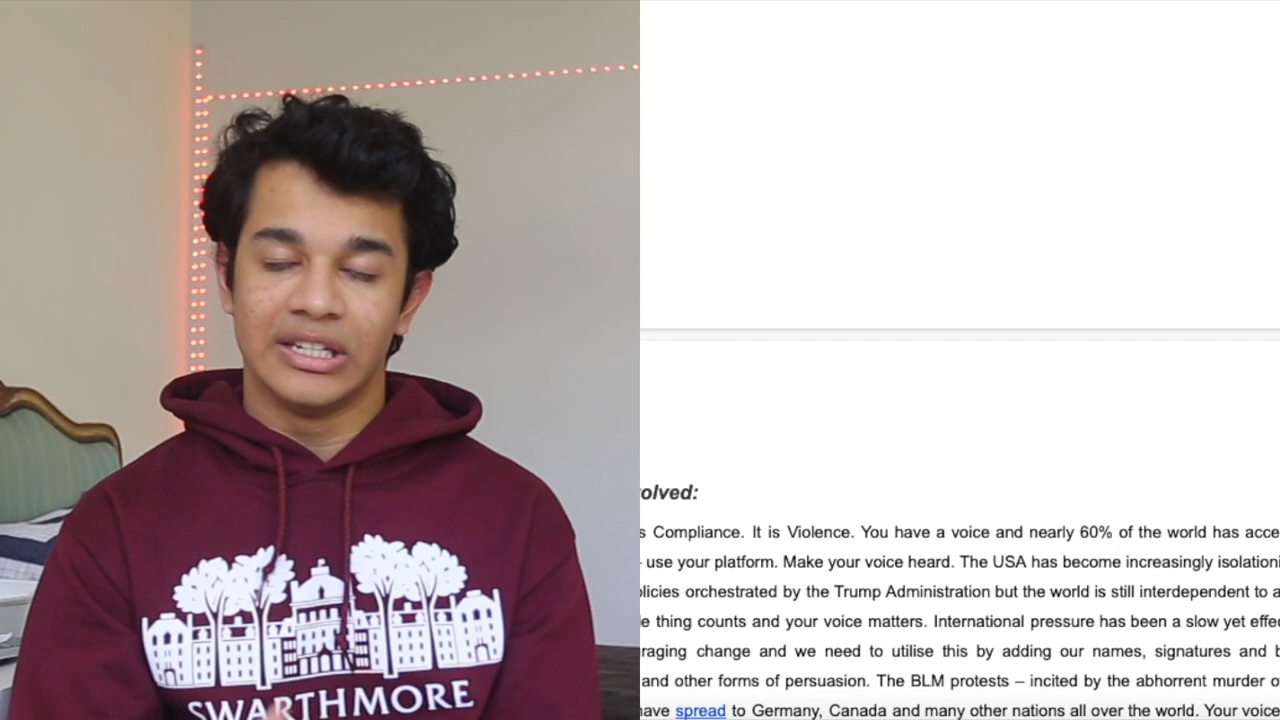 SWARTHMORE
olved:
s Compliance. It is Violence. You have a voice and nearly 60% of the world has acce
use your platform. Make your voice heard. The USA has become increasingly isolationi
licies orchestrated by the Trump Administration but the world is still interdependent to a
e thing counts and your voice matters. International pressure has been a slow yet effe
raging change and we need to utilise this by adding our names, signatures and b
and other forms of persuasion. The BLM protests – incited by the abhorrent murder o
ave spread to Germany, Canada and many other nations all over the world. Your voice